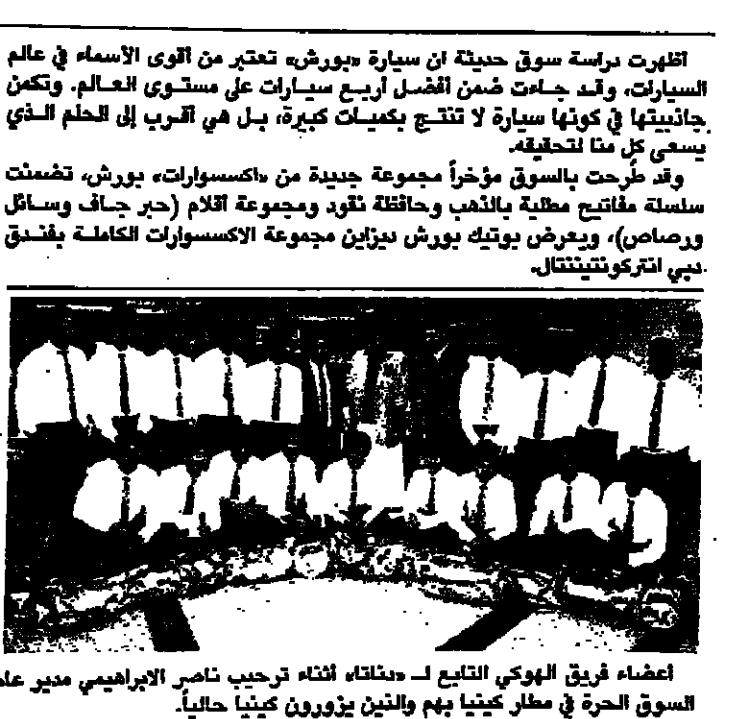 أظهرت دراسة سوق حديثة ان سيارة «بورش» تعتبر من أقوى الأسماء في عالم
السيارات، وقد جاءت ضمن أفضل أربع سيارات على مستوى العالم. وتكمن
جاذبيتها في كونها سيارة لا تنتج بكميات كبيرة، بل هي أقرب إلى الحلم الذي
يسعى كل منا لتحقيقه.
وقد طُرحت بالسوق مؤخراً مجموعة جديدة من «اكسسوارات» بورش، تضمنت
سلسلة مفاتيح مطلية بالذهب وحافظة نقود ومجموعة أقلام (حبر جاف وسائل
ورصاص)، ويعرض بوتيك بورش ديزاين مجموعة الاكسسوارات الكاملة بفندق
دبي انتركونتيننتال.
أعضاء فريق الهوكي التابع لـ «دناتا» أثناء ترحيب ناصر الابراهيمي مدير عام
السوق الحرة في مطار كينيا بهم والذين يزورون كينيا حالياً.